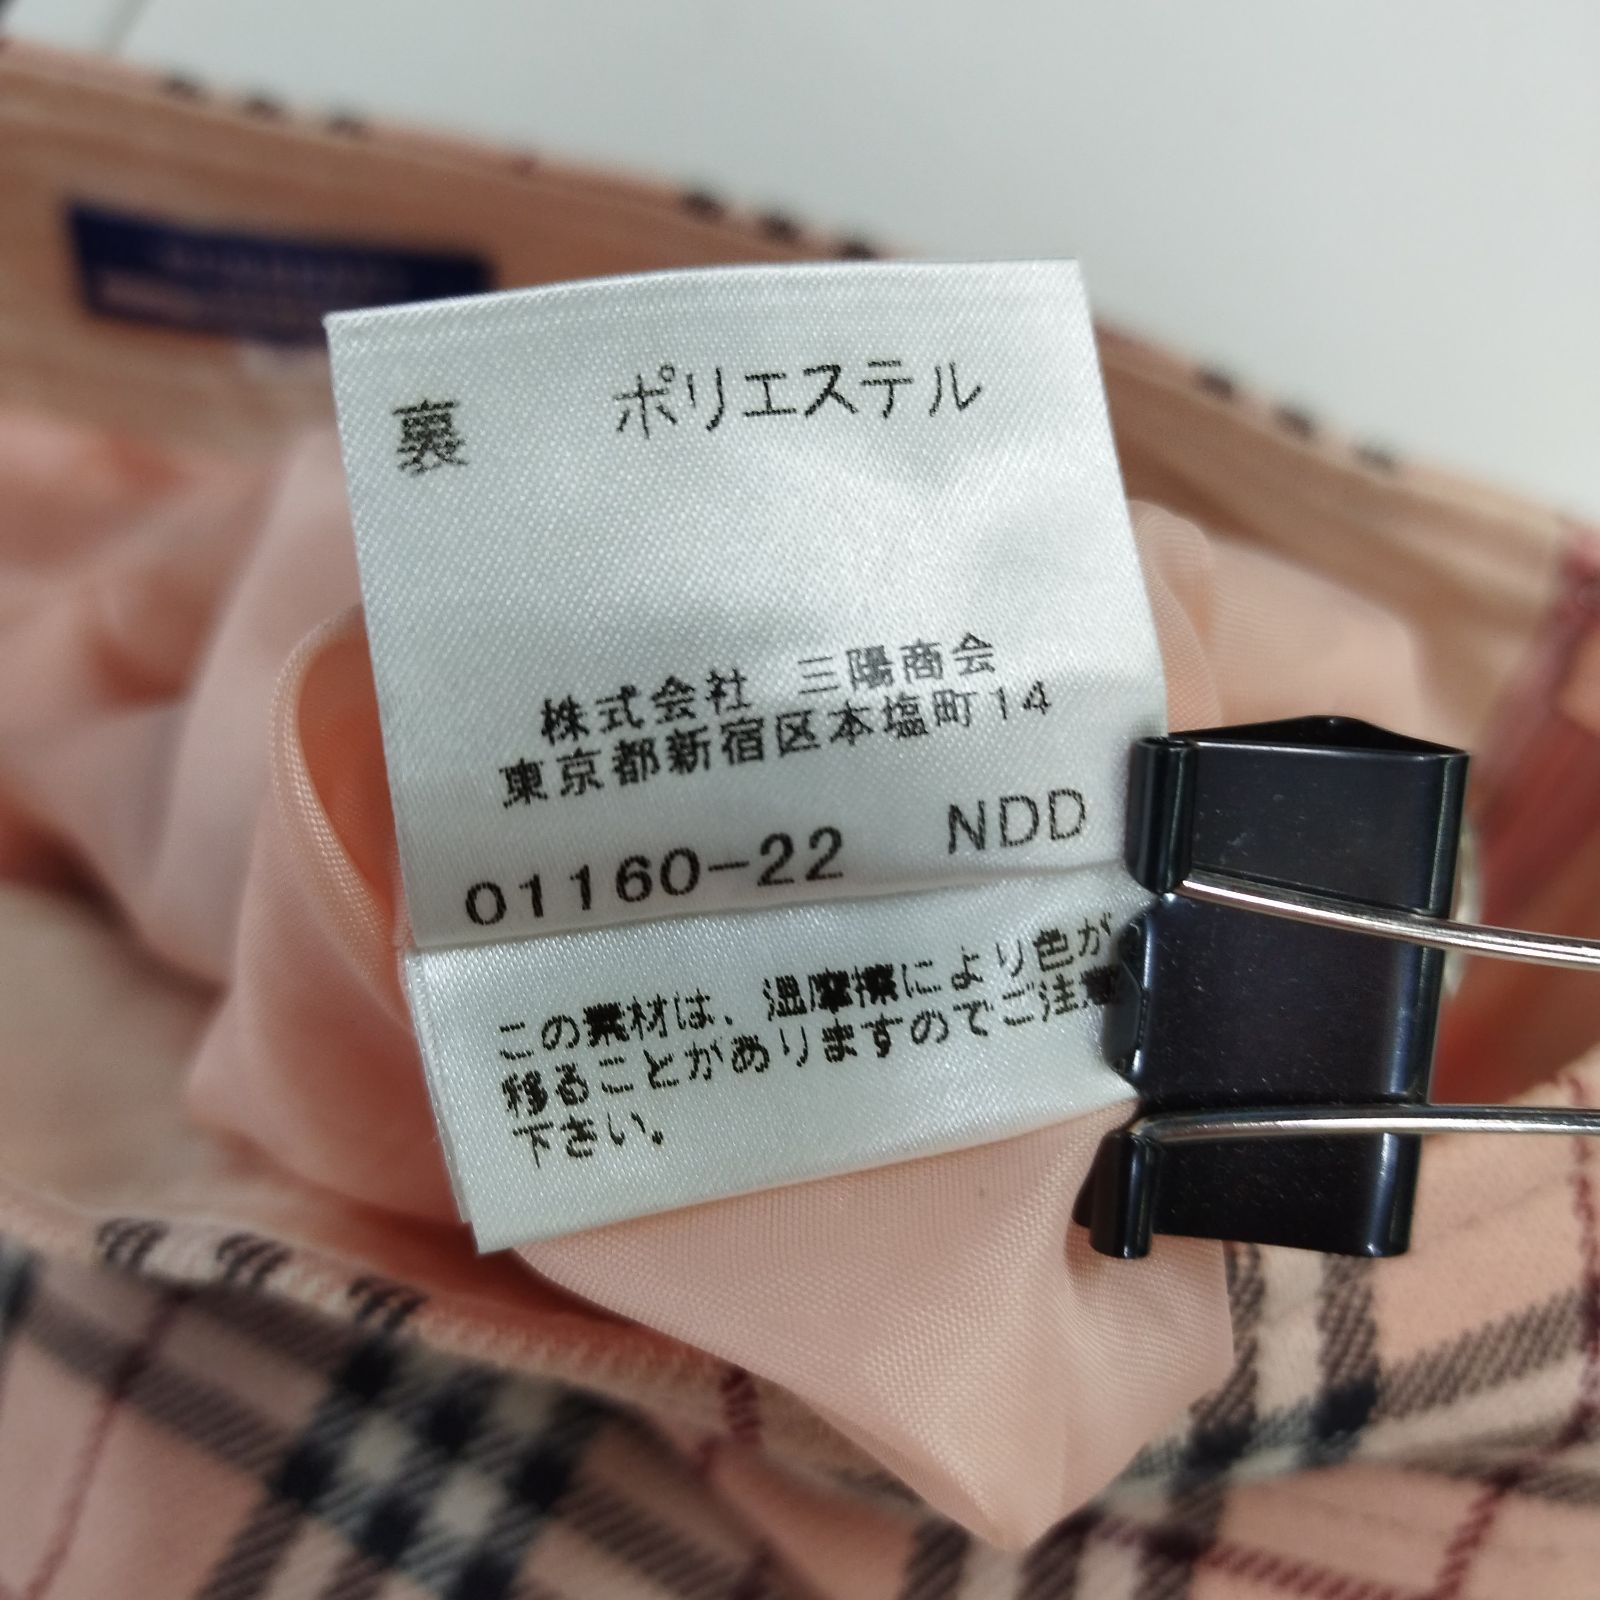 裏 ポリエステル
株式会社 三陽商会
東京都新宿区本塩町14
01160-22 NDD
この素材は、湿摩擦により色が
移ることがありますのでご注意
下さい。